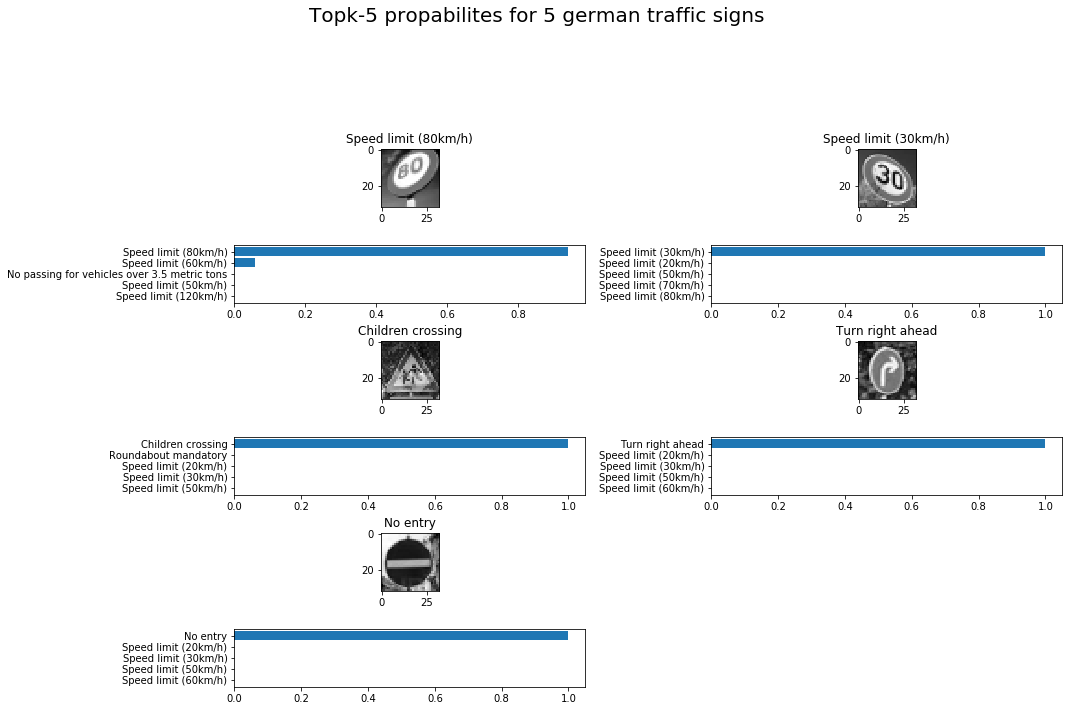 Topk-5 propabilites for 5 german traffic signs
Speed limit (80km/h)
0
20
80
0 25
Speed limit (80km/h)
Speed limit (60km/h)
No passing for vehicles over 3.5 metric tons
Speed limit (50km/h)
Speed limit (120km/h)
0.0 0.2 0.4 0.6 0.8
Speed limit (30km/h)
0
20
30
0 25
Speed limit (30km/h)
Speed limit (20km/h)
Speed limit (50km/h)
Speed limit (70km/h)
Speed limit (80km/h)
0.0 0.2 0.4 0.6 0.8 1.0
Children crossing
0
20
0 25
Children crossing
Roundabout mandatory
Speed limit (20km/h)
Speed limit (30km/h)
Speed limit (50km/h)
0.0 0.2 0.4 0.6 0.8 1.0
Turn right ahead
0
20
0 25
Turn right ahead
Speed limit (20km/h)
Speed limit (30km/h)
Speed limit (50km/h)
Speed limit (60km/h)
0.0 0.2 0.4 0.6 0.8 1.0
No entry
0
20
0 25
No entry
Speed limit (20km/h)
Speed limit (30km/h)
Speed limit (50km/h)
Speed limit (60km/h)
0.0 0.2 0.4 0.6 0.8 1.0